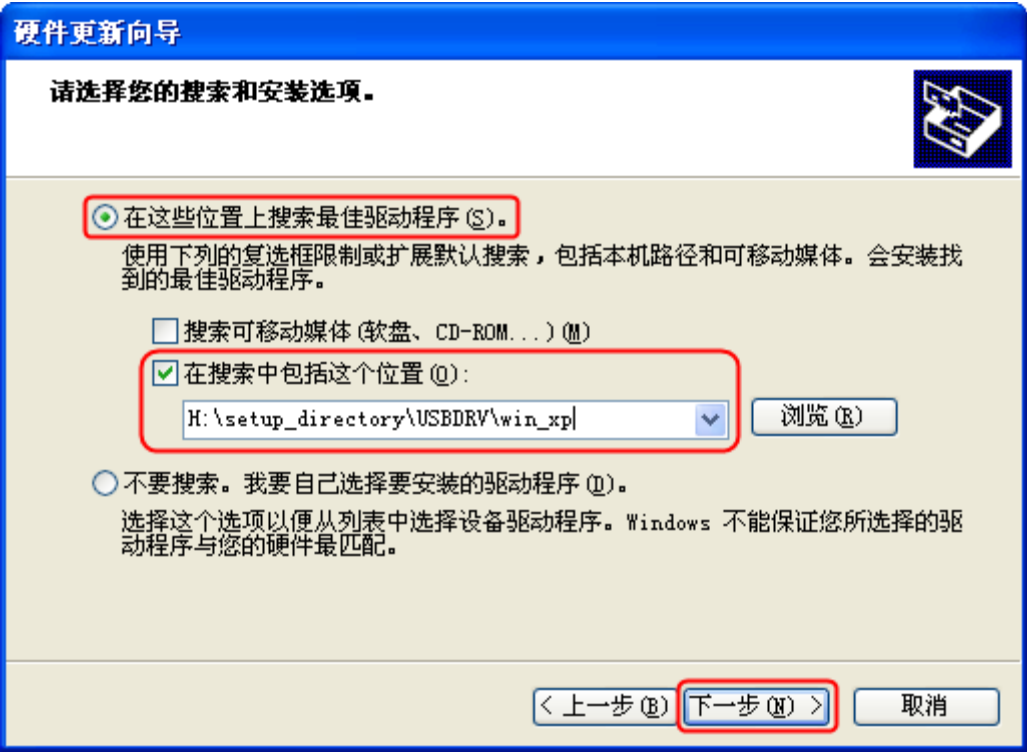 硬件更新向导
请选择您的搜索和安装选项。
在这些位置上搜索最佳驱动程序(S)。
使用下列的复选框限制或扩展默认搜索，包括本机路径和可移动媒体。会安装找
到的最佳驱动程序。
搜索可移动媒体(软盘、CD-ROM...)(M)
在搜索中包括这个位置(O):
H:\setup_directory\USBDRV\win_xp
浏览(R)
不要搜索。我要自己选择要安装的驱动程序(D)。
选择这个选项以便从列表中选择设备驱动程序。Windows 不能保证您所选择的驱
动程序与您的硬件最匹配。
< 上一步(B) 下一步(N) > 取消